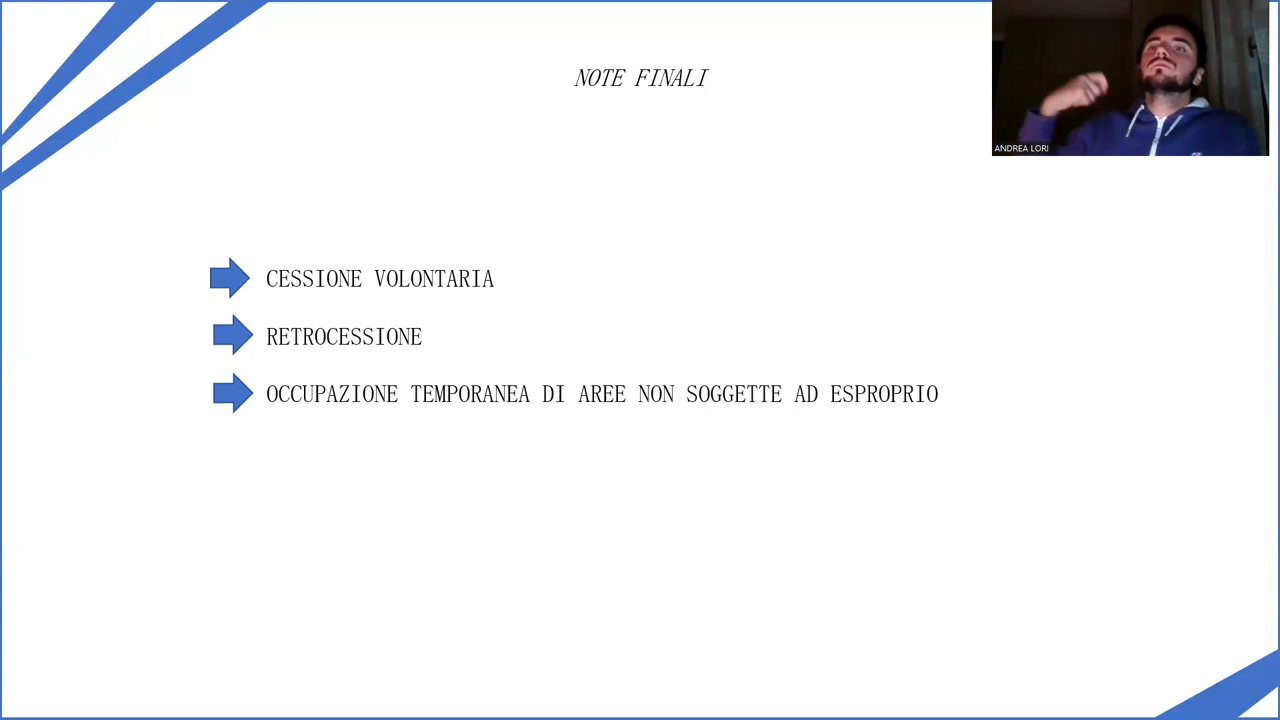 NOTE FINALI
ANDREA LORI
CESSIONE VOLONTARIA
RETROCESSIONE
OCCUPAZIONE TEMPORANEA DI AREE NON SOGGETTE AD ESPROPRIO